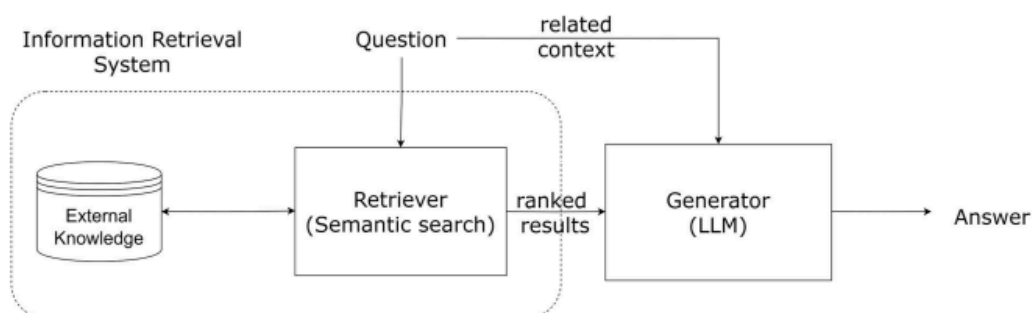 Information Retrieval
System
Question
related
context
External
Knowledge
Retriever
(Semantic search)
ranked
results
Generator
(LLM)
Answer